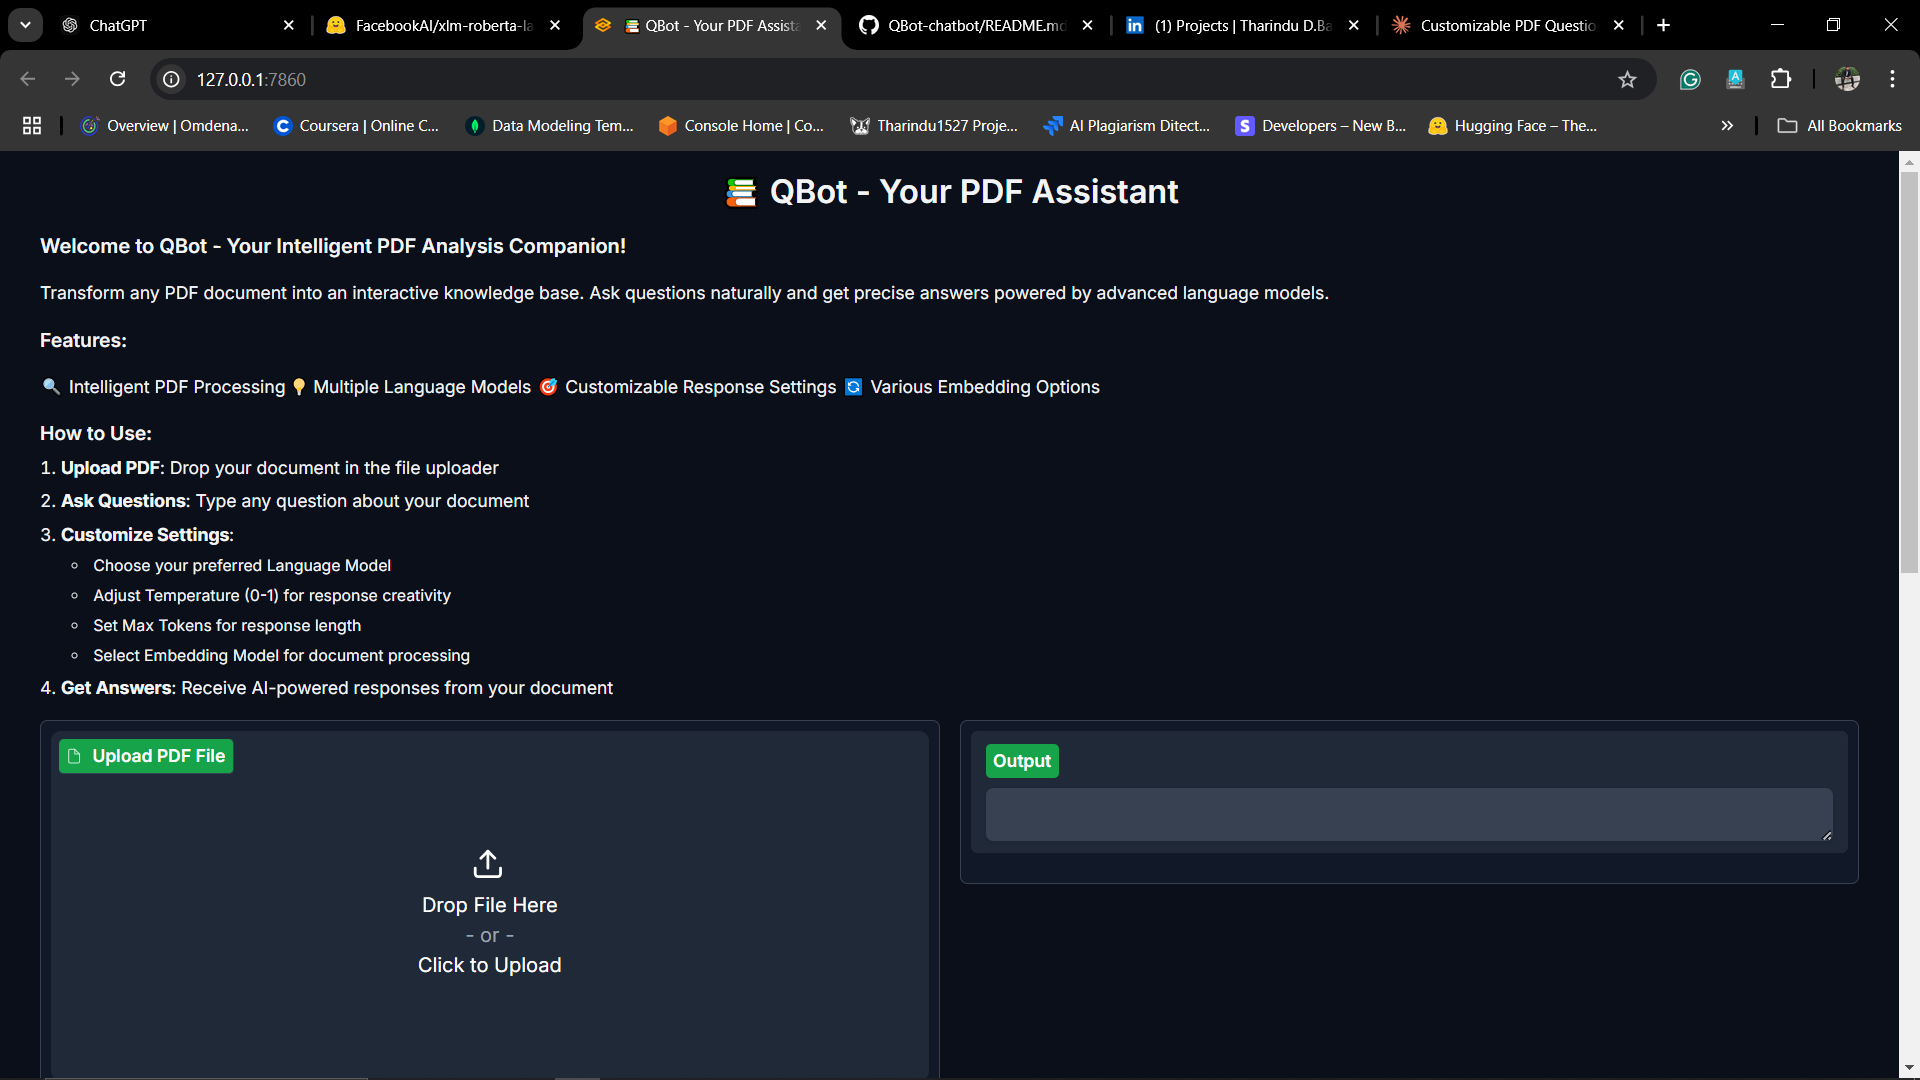 ChatGPT
FacebookAI/xlm-roberta-la
QBot - Your PDF Assista
QBot-chatbot/README.md
in (1) Projects | Tharindu D.Ba
Customizable PDF Questio
127.0.0.1:7860
Overview | Omdena...
C Coursera | Online C...
Data Modeling Tem...
Console Home | Co...
Tharindu1527 Proje...
AI Plagiarism Ditect...
S Developers – New B...
Hugging Face – The...
All Bookmarks
QBot - Your PDF Assistant
Welcome to QBot - Your Intelligent PDF Analysis Companion!
Transform any PDF document into an interactive knowledge base. Ask questions naturally and get precise answers powered by advanced language models.
Features:
🔍 Intelligent PDF Processing 💡 Multiple Language Models 🎯 Customizable Response Settings 🔄 Various Embedding Options
How to Use:
1. Upload PDF: Drop your document in the file uploader
2. Ask Questions: Type any question about your document
3. Customize Settings:
Choose your preferred Language Model
Adjust Temperature (0-1) for response creativity
Set Max Tokens for response length
Select Embedding Model for document processing
4. Get Answers: Receive AI-powered responses from your document
Upload PDF File
Drop File Here
- or -
Click to Upload
Output